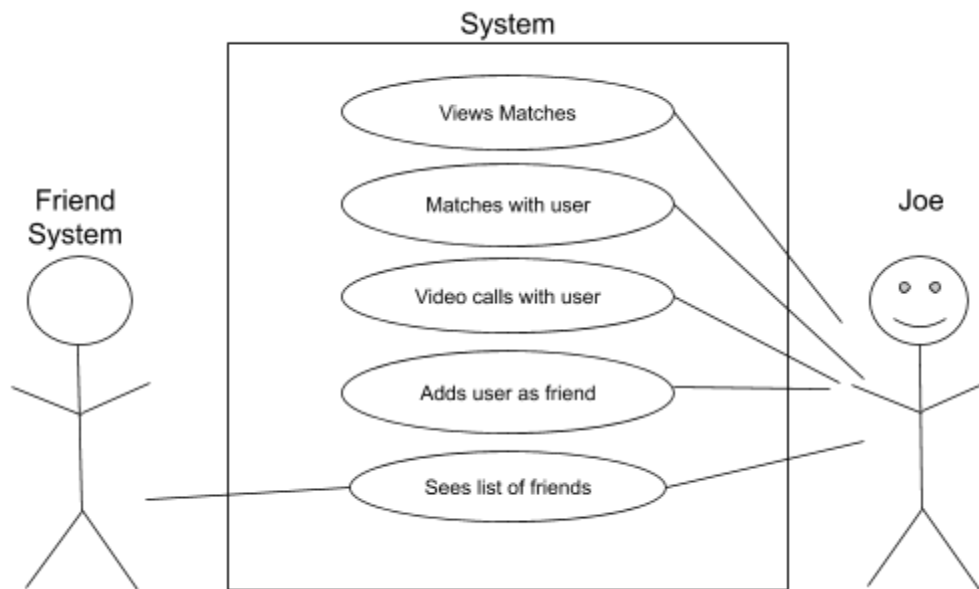 System
Views Matches
Friend
System
Matches with user
Joe
Video calls with user
Adds user as friend
Sees list of friends